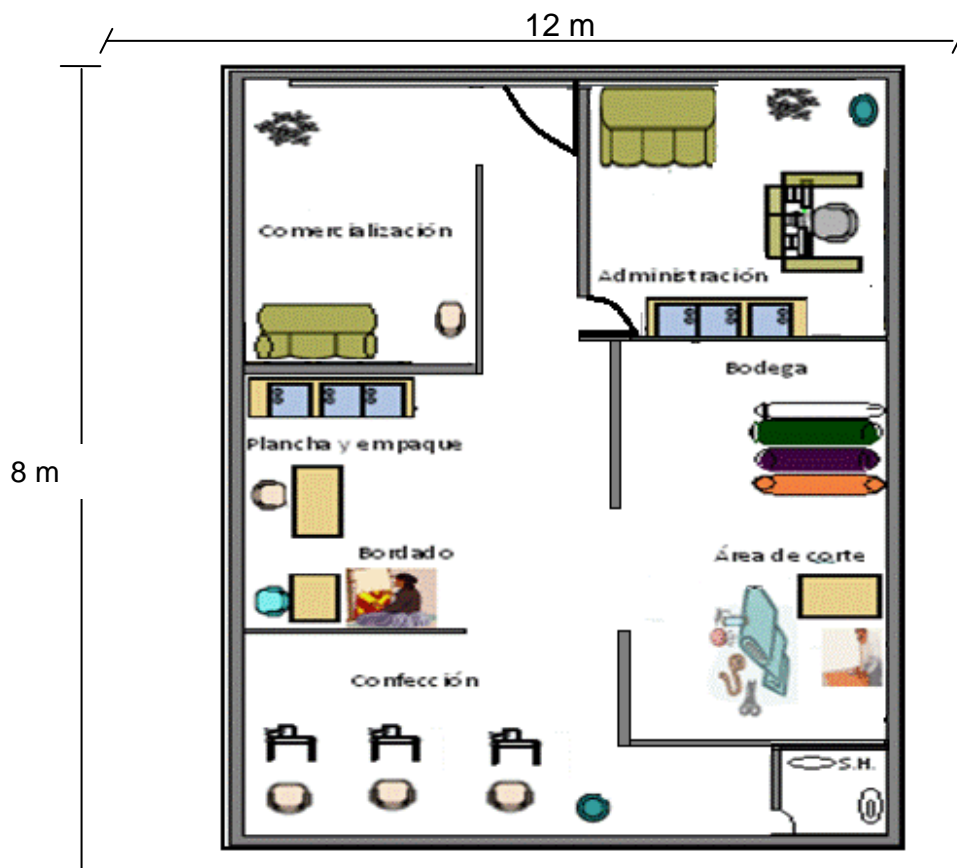 12 m
Comercialización
Administración
Bodega
Plancha y empaque
8 m
Bordado
Área de corte
Confección
S.H.